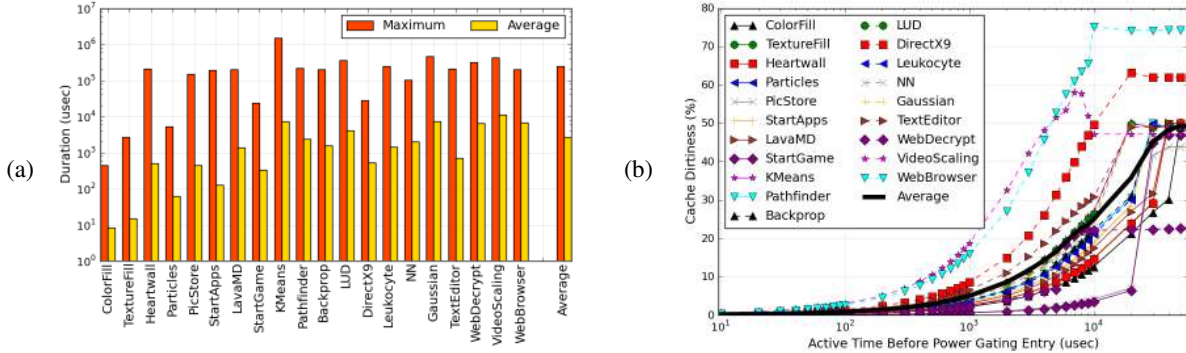 (a)
Duration (usec)
10^7
10^6
10^5
10^4
10^3
10^2
10^1
10^0
Maximum
Average
ColorFill
TextureFill
Heartwall
Particles
PicStore
StartApps
LavaMD
StartGame
KMeans
Pathfinder
Backprop
LUD
DirectX9
Leukocyte
NN
Gaussian
TextEditor
WebDecrypt
VideoScaling
WebBrowser
Average
(b)
Cache Dirtiness (%)
80
70
60
50
40
30
20
10
0
ColorFill
TextureFill
Heartwall
Particles
PicStore
StartApps
LavaMD
StartGame
KMeans
Pathfinder
Backprop
LUD
DirectX9
Leukocyte
NN
Gaussian
TextEditor
WebDecrypt
VideoScaling
WebBrowser
Average
10^1
10^2
10^3
10^4
Active Time Before Power Gating Entry (usec)